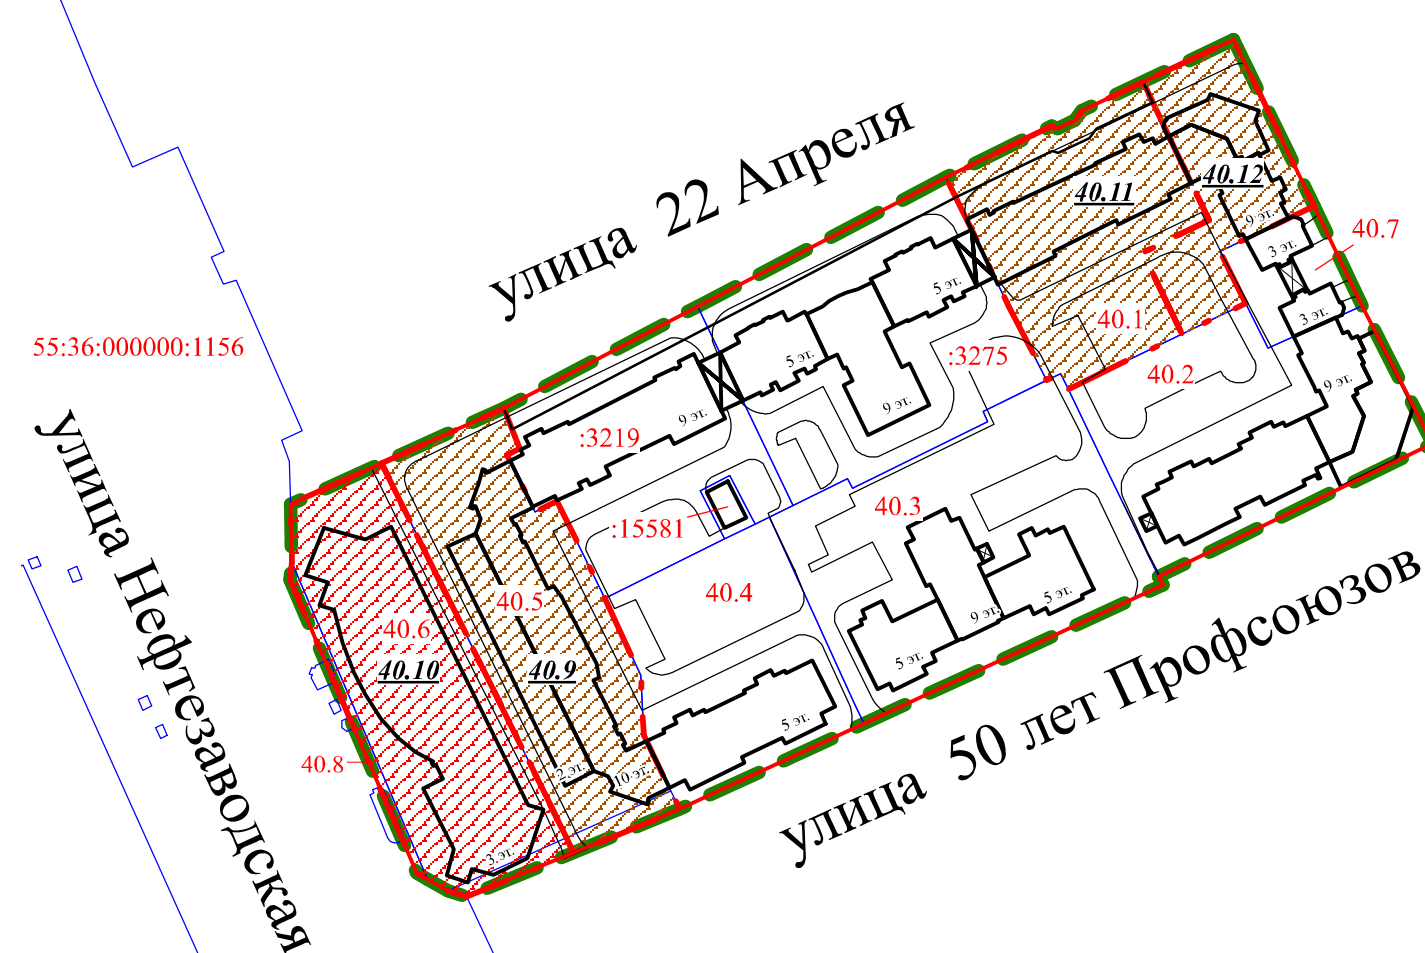 улица 22 Апреля
40.12
40.11
9 эт.
40.7
3 эт.
5 эт.
3 эт.
40.1
55:36:000000:1156
:3275
5 эт.
40.2
9 эт.
9 эт.
9 эт.
:3219
40.3
:15581
40.4
40.5
5 эт.
9 эт.
40.6
5 эт.
40.10
40.9
5 эт.
40.8
2 эт.
10 эт.
3 эт.
улица Нефтезаводская
улица 50 лет Профсоюзов